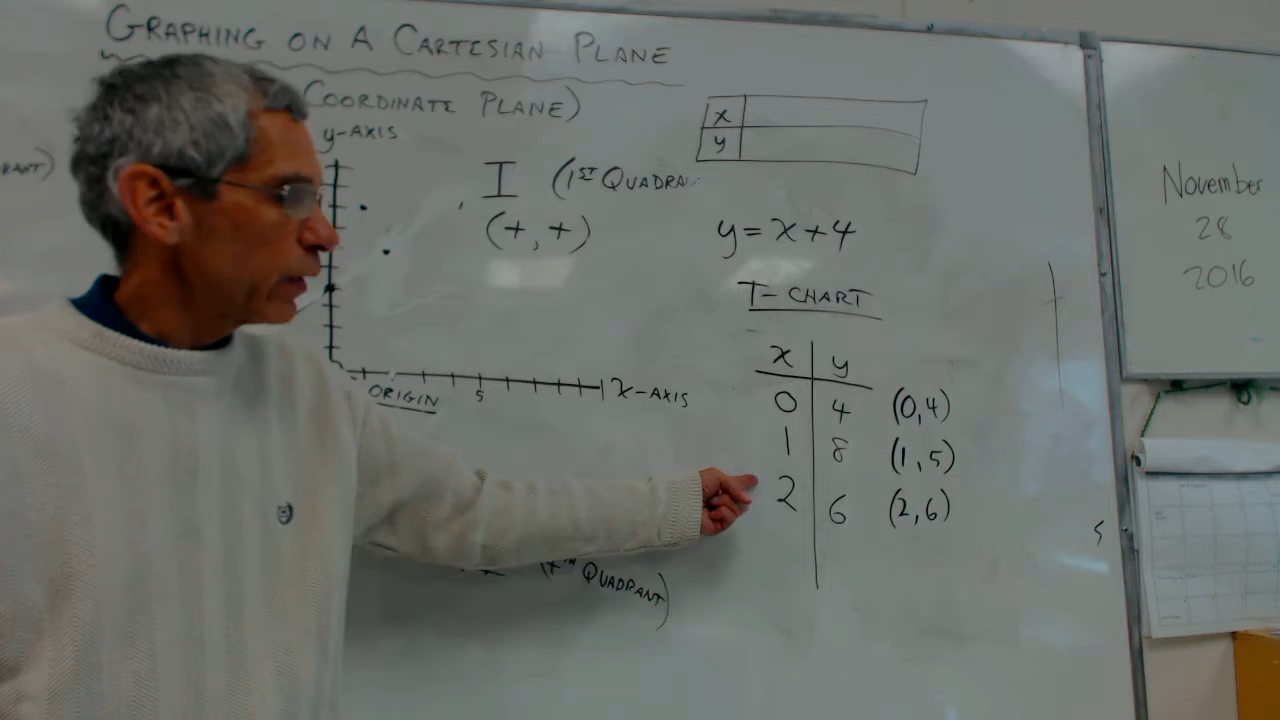 GRAPHING ON A CARTESIAN PLANE
COORDINATE PLANE)
y-AXIS
I (1ST QUADRA
(+, +)
5
ORIGIN
X-AXIS
QUADRANT)
x
y
y = x + 4
T-CHART
x y
0 4 (0,4)
1 8 (1,5)
2 6 (2,6)
November
28
2016